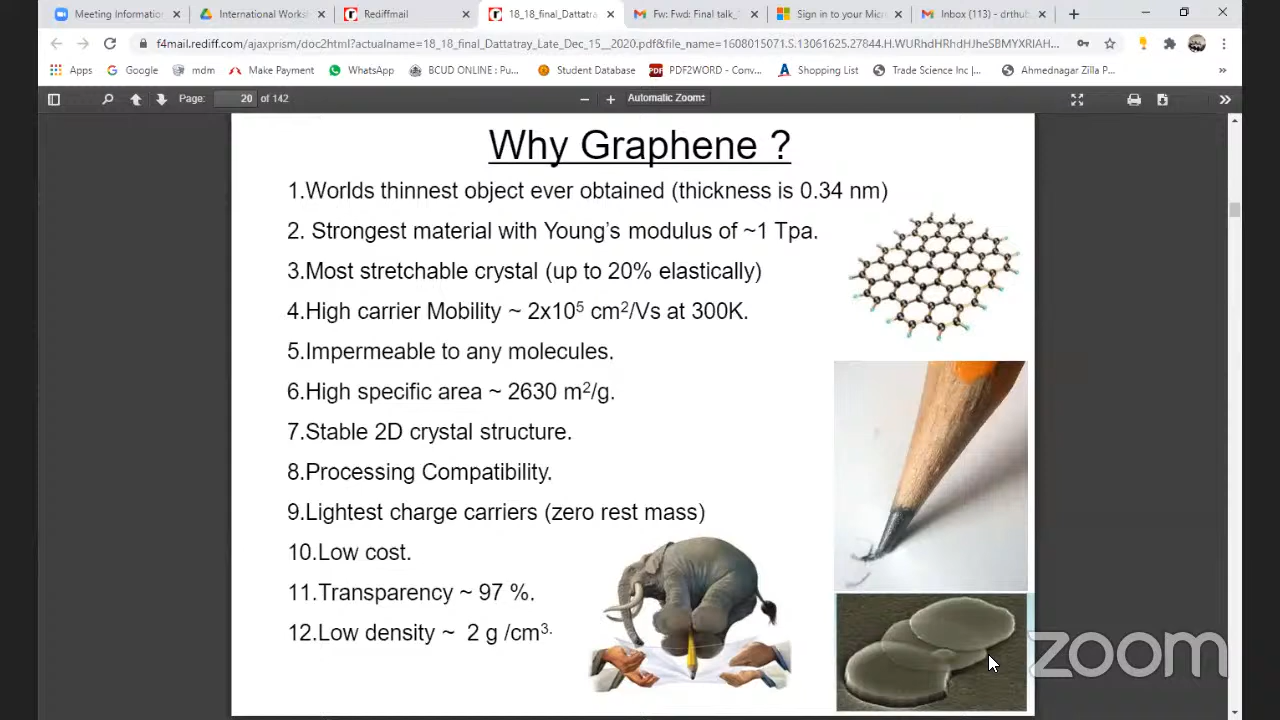 Meeting Information
International Works
Rediffmail
18_18_final_Dattatr
Fw: Fwd: Final talk_
Sign in to your Micr
Inbox (113) - drthub
f4mail.rediff.com/ajaxprism/doc2html?actualname=18_18_final_Dattatray_Late_Dec_15__2020.pdf&file_name=1608015071.S.13061625.27844.H.WURhdHRhdHJheSBMYXRlAH...
Apps
Google
mdm
Make Payment
WhatsApp
BCUD ONLINE : Pu...
Student Database
PDF2WORD - Conv...
Shopping List
Trade Science Inc |...
Ahmednagar Zilla P...
»
Page: 20 of 142
Automatic Zoom
Why Graphene ?
1.Worlds thinnest object ever obtained (thickness is 0.34 nm)
2. Strongest material with Young’s modulus of ~1 Tpa.
3.Most stretchable crystal (up to 20% elastically)
4.High carrier Mobility ~ 2x10⁵ cm²/Vs at 300K.
5.Impermeable to any molecules.
6.High specific area ~ 2630 m²/g.
7.Stable 2D crystal structure.
8.Processing Compatibility.
9.Lightest charge carriers (zero rest mass)
10.Low cost.
11.Transparency ~ 97 %.
12.Low density ~ 2 g /cm³·
zoom